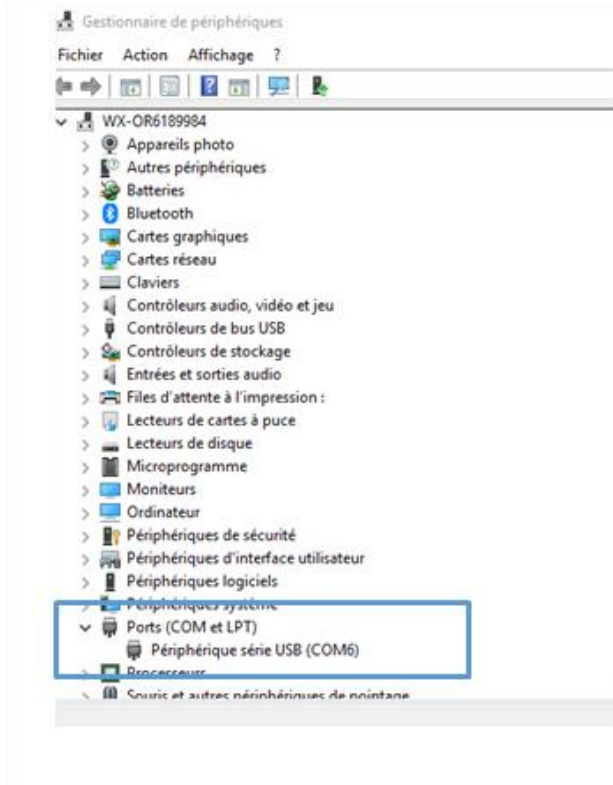 Gestionnaire de périphériques
Fichier Action Affichage ?
WX-OR6189984
Appareils photo
Autres périphériques
Batteries
Bluetooth
Cartes graphiques
Cartes réseau
Claviers
Contrôleurs audio, vidéo et jeu
Contrôleurs de bus USB
Contrôleurs de stockage
Entrées et sorties audio
Files d'attente à l'impression :
Lecteurs de cartes à puce
Lecteurs de disque
Microprogramme
Moniteurs
Ordinateur
Périphériques de sécurité
Périphériques d'interface utilisateur
Périphériques logiciels
Périphériques système
Ports (COM et LPT)
Périphérique série USB (COM6)
Processeurs
Souris et autres périphériques de pointage